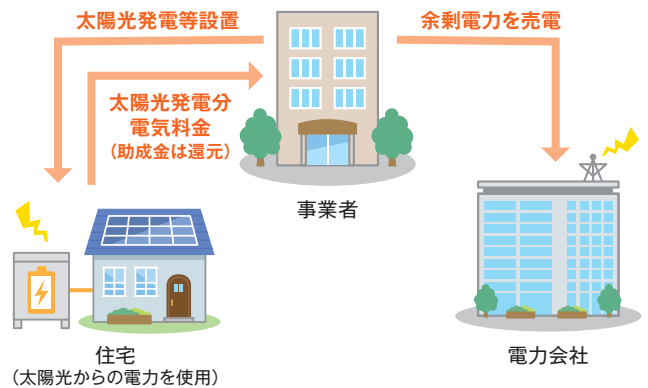 太陽光発電等設置
余剰電力を売電
太陽光発電分
電気料金
（助成金は還元）
事業者
住宅
（太陽光からの電力を使用）
電力会社